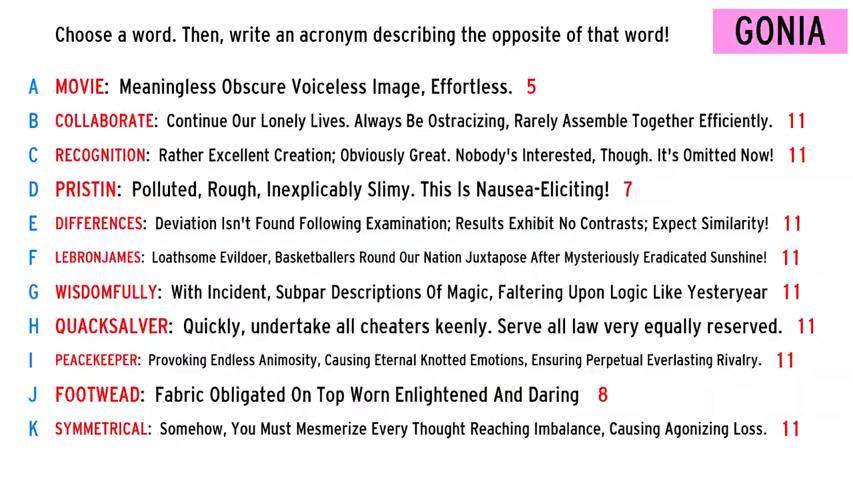 Choose a word. Then, write an acronym describing the opposite of that word!
GONIA
A MOVIE: Meaningless Obscure Voiceless Image, Effortless. 5
B COLLABORATE: Continue Our Lonely Lives. Always Be Ostracizing, Rarely Assemble Together Efficiently. 11
C RECOGNITION: Rather Excellent Creation; Obviously Great. Nobody's Interested, Though. It's Omitted Now! 11
D PRISTIN: Polluted, Rough, Inexplicably Slimy. This Is Nausea-Eliciting! 7
E DIFFERENCES: Deviation Isn't Found Following Examination; Results Exhibit No Contrasts; Expect Similarity! 11
F LEBRONJAMES: Loathsome Evildoer, Basketballers Round Our Nation Juxtapose After Mysteriously Eradicated Sunshine! 11
G WISDOMFULLY: With Incident, Subpar Descriptions Of Magic, Faltering Upon Logic Like Yesteryear 11
H QUACKSALVER: Quickly, undertake all cheaters keenly. Serve all law very equally reserved. 11
I PEACEKEEPER: Provoking Endless Animosity, Causing Eternal Knotted Emotions, Ensuring Perpetual Everlasting Rivalry. 11
J FOOTWEAD: Fabric Obligated On Top Worn Enlightened And Daring 8
K SYMMETRICAL: Somehow, You Must Mesmerize Every Thought Reaching Imbalance, Causing Agonizing Loss. 11